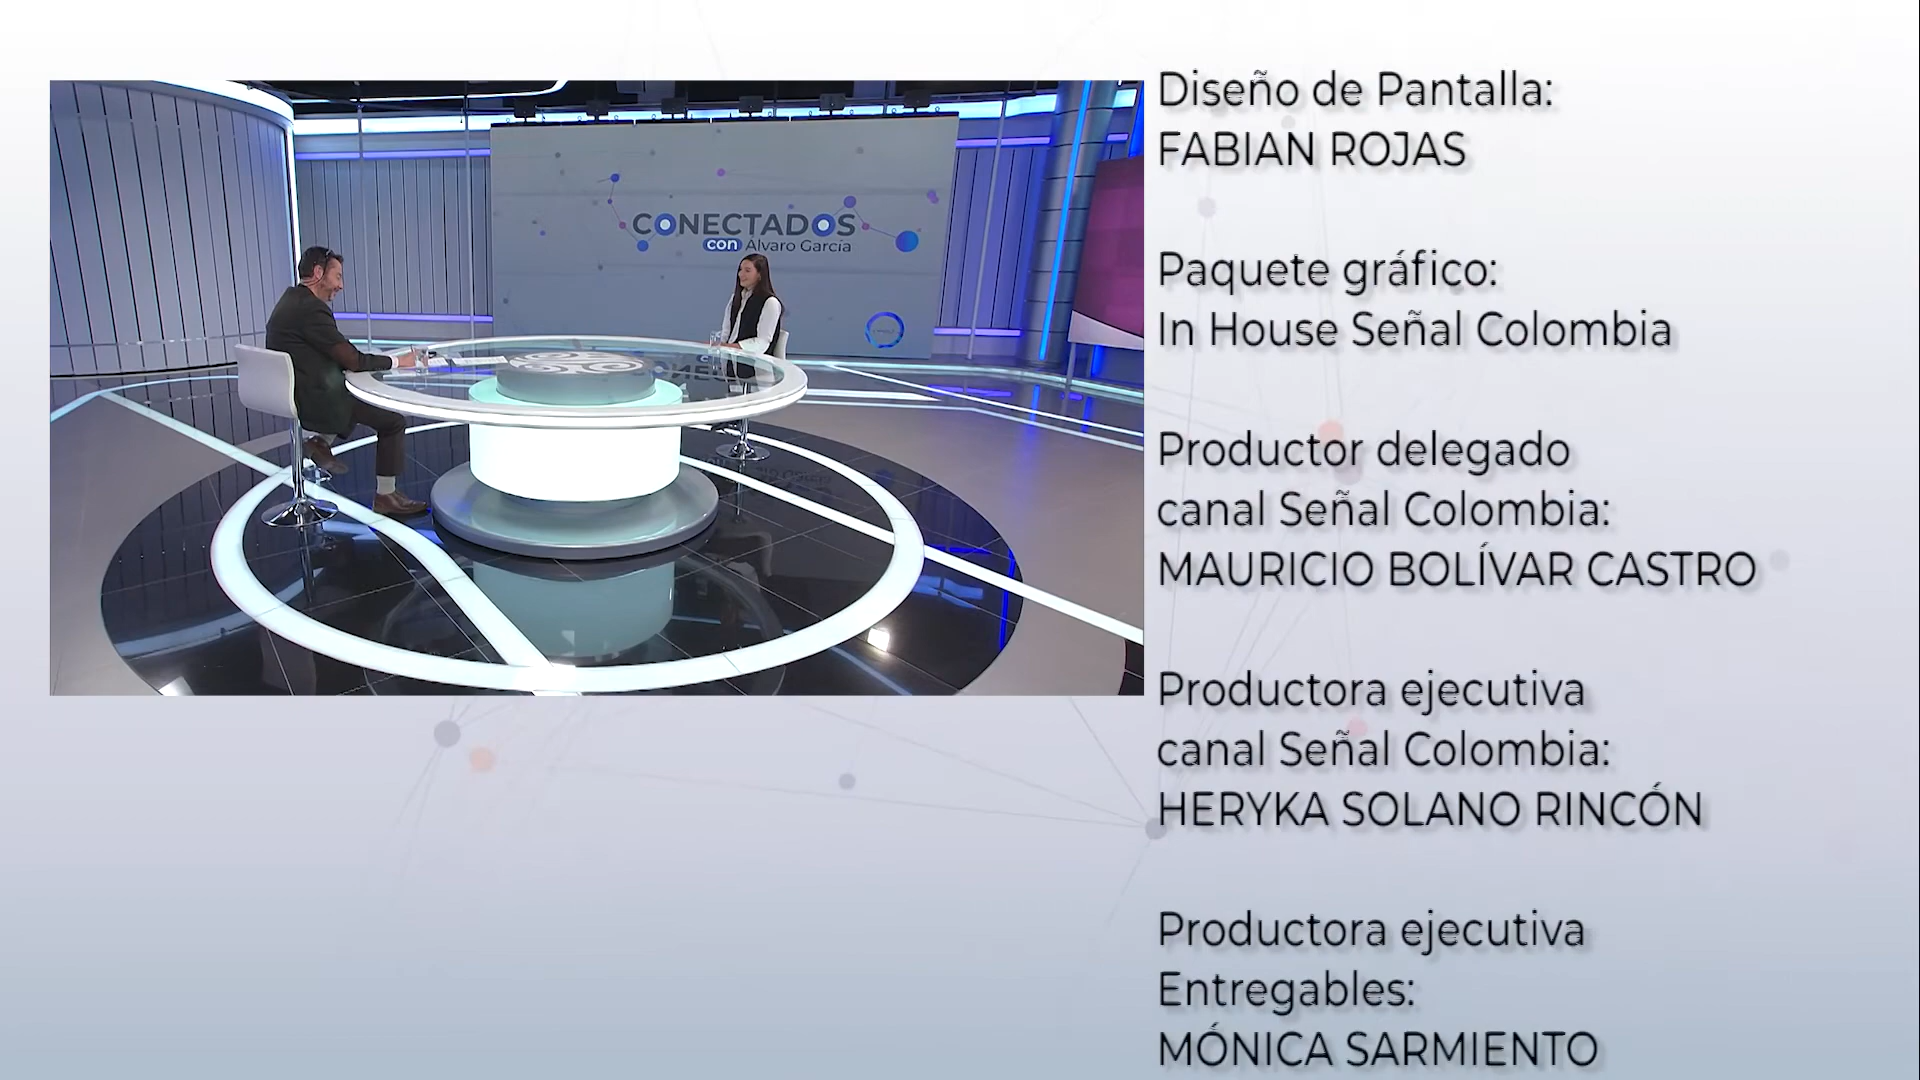 CONECTADOS
con Álvaro García
Diseño de Pantalla:
FABIAN ROJAS
Paquete gráfico:
In House Señal Colombia
Productor delegado
canal Señal Colombia:
MAURICIO BOLÍVAR CASTRO
Productora ejecutiva
canal Señal Colombia:
HERYKA SOLANO RINCÓN
Productora ejecutiva
Entregables:
MÓNICA SARMIENTO